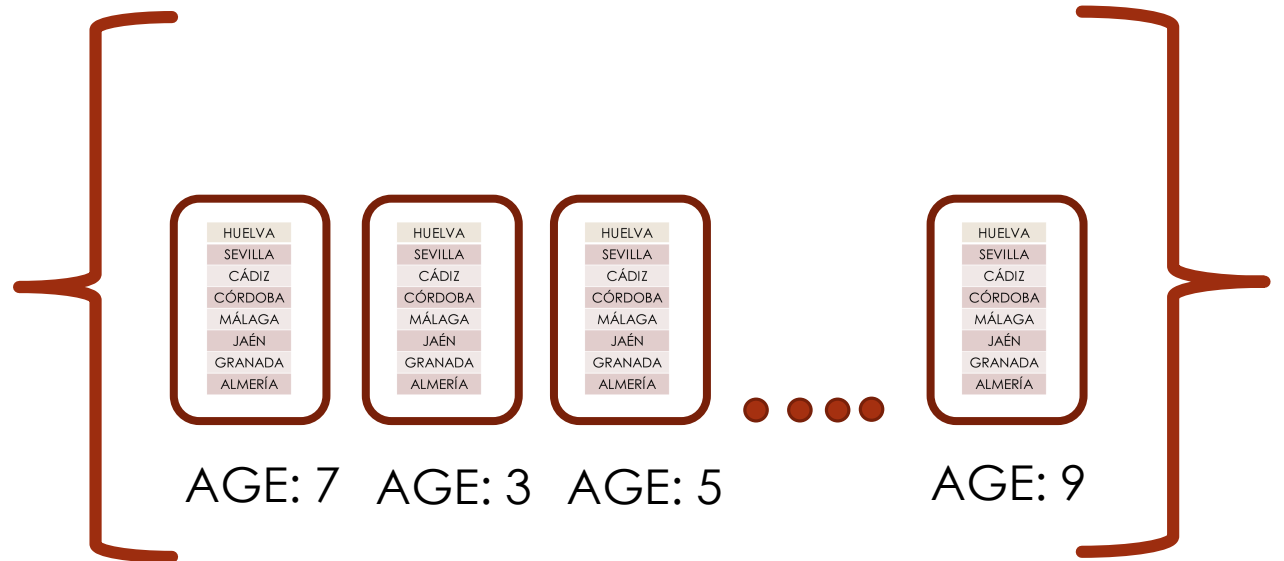 HUELVA
SEVILLA
CÁDIZ
CÓRDOBA
MÁLAGA
JAÉN
GRANADA
ALMERÍA
HUELVA
SEVILLA
CÁDIZ
CÓRDOBA
MÁLAGA
JAÉN
GRANADA
ALMERÍA
HUELVA
SEVILLA
CÁDIZ
CÓRDOBA
MÁLAGA
JAÉN
GRANADA
ALMERÍA
HUELVA
SEVILLA
CÁDIZ
CÓRDOBA
MÁLAGA
JAÉN
GRANADA
ALMERÍA
AGE: 7
AGE: 3
AGE: 5
AGE: 9